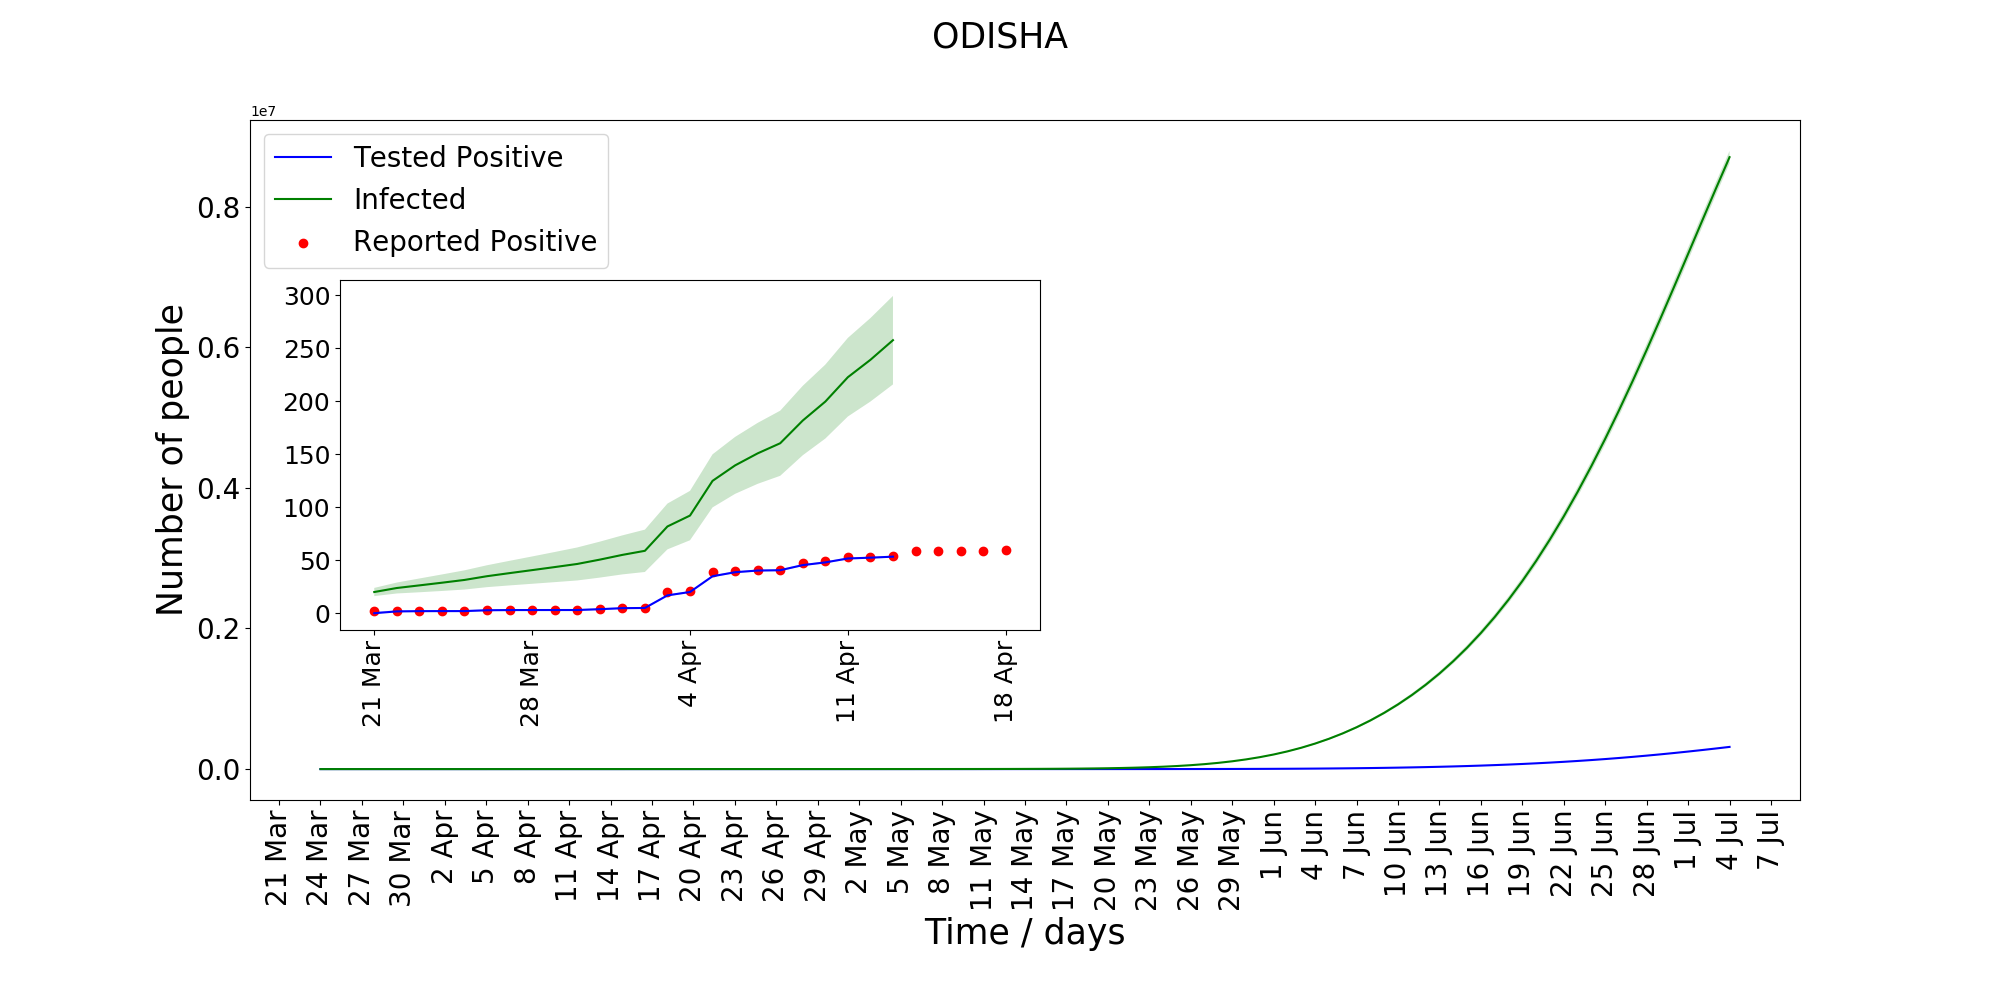 ODISHA
1e7
Tested Positive
Infected
Reported Positive
Number of people
0.8
0.6
0.4
0.2
0.0
300
250
200
150
100
50
0
21 Mar
28 Mar
4 Apr
11 Apr
18 Apr
21 Mar
24 Mar
27 Mar
30 Mar
2 Apr
5 Apr
8 Apr
11 Apr
14 Apr
17 Apr
20 Apr
23 Apr
26 Apr
29 Apr
2 May
5 May
8 May
11 May
14 May
17 May
20 May
23 May
26 May
29 May
1 Jun
4 Jun
7 Jun
10 Jun
13 Jun
16 Jun
19 Jun
22 Jun
25 Jun
28 Jun
1 Jul
4 Jul
7 Jul
Time / days